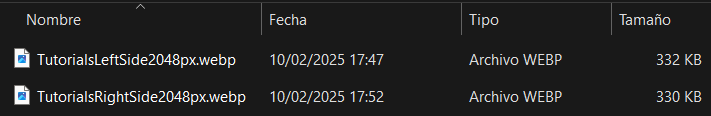 Nombre Fecha Tipo Tamaño
TutorialsLeftSide2048px.webp 10/02/2025 17:47 Archivo WEBP 332 KB
TutorialsRightSide2048px.webp 10/02/2025 17:52 Archivo WEBP 330 KB